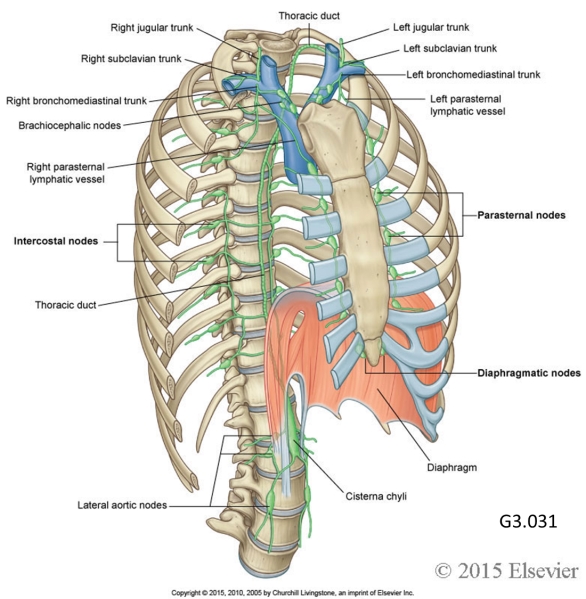 Thoracic duct
Right jugular trunk
Left jugular trunk
Right subclavian trunk
Left subclavian trunk
Left bronchomediastinal trunk
Right bronchomediastinal trunk
Left parasternal
lymphatic vessel
Brachiocephalic nodes
Right parasternal
lymphatic vessel
Parasternal nodes
Intercostal nodes
Thoracic duct
Diaphragmatic nodes
Diaphragm
Cisterna chyli
Lateral aortic nodes
G3.031
© 2015 Elsevier
Copyright © 2015, 2010, 2005 by Churchill Livingstone, an imprint of Elsevier Inc.